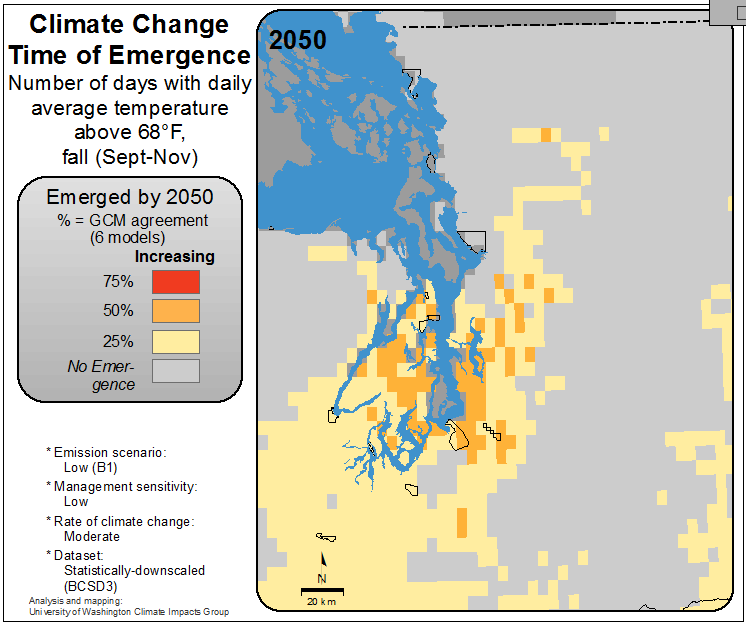 Climate Change
Time of Emergence
Number of days with daily
average temperature
above 68°F,
fall (Sept-Nov)
Emerged by 2050
% = GCM agreement
(6 models)
Increasing
75%
50%
25%
No Emer-
gence
* Emission scenario:
Low (B1)
* Management sensitivity:
Low
* Rate of climate change:
Moderate
* Dataset:
Statistically-downscaled
(BCSD3)
Analysis and mapping:
University of Washington Climate Impacts Group
2050
N
20 km